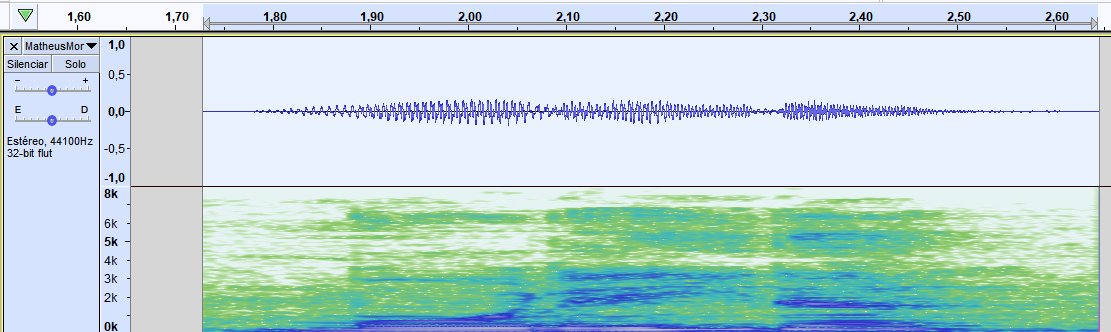 1,60 1,70 1,80 1,90 2,00 2,10 2,20 2,30 2,40 2,50 2,60
MatheusMor
Silenciar Solo
- +
E D
Estéreo, 44100Hz
32-bit flut
1,0
0,5-
0,0-
-0,5-
-1,0
8k
6k
5k
4k
3k
2k
0k